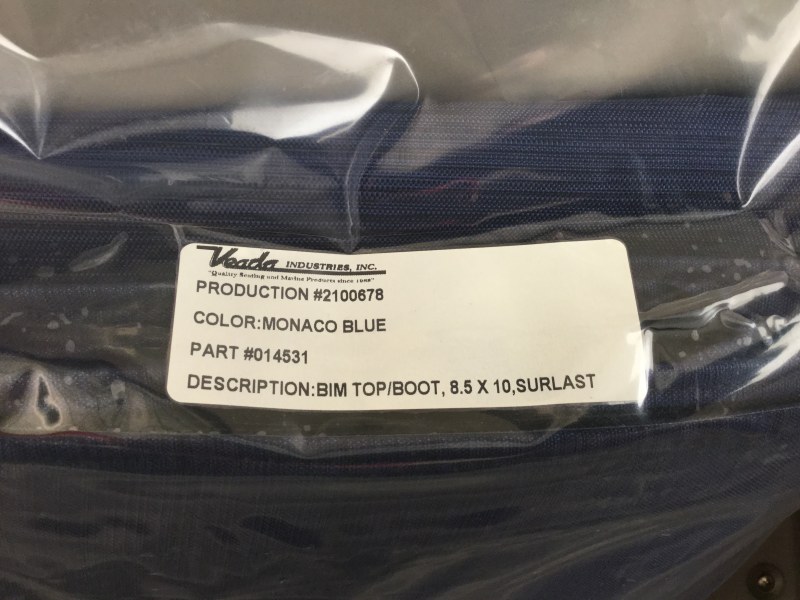 Veada INDUSTRIES, INC.
"Quality Seating and Marine Products since 1968"
PRODUCTION #2100678
COLOR:MONACO BLUE
PART #014531
DESCRIPTION:BIM TOP/BOOT, 8.5 X 10,SURLAST